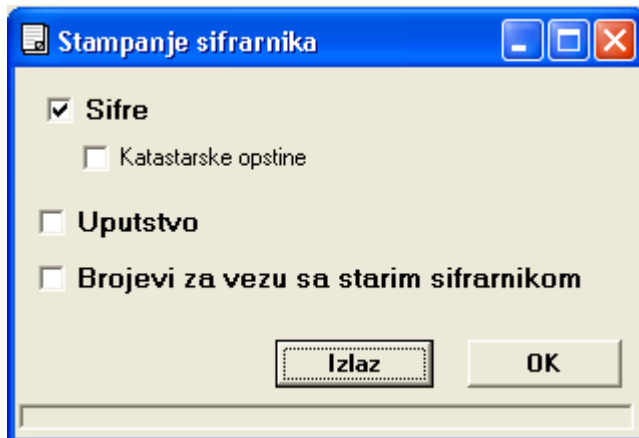 Stampanje sifrarnika
Sifre
Katastarske opstine
Uputstvo
Brojevi za vezu sa starim sifrarnikom
Izlaz OK